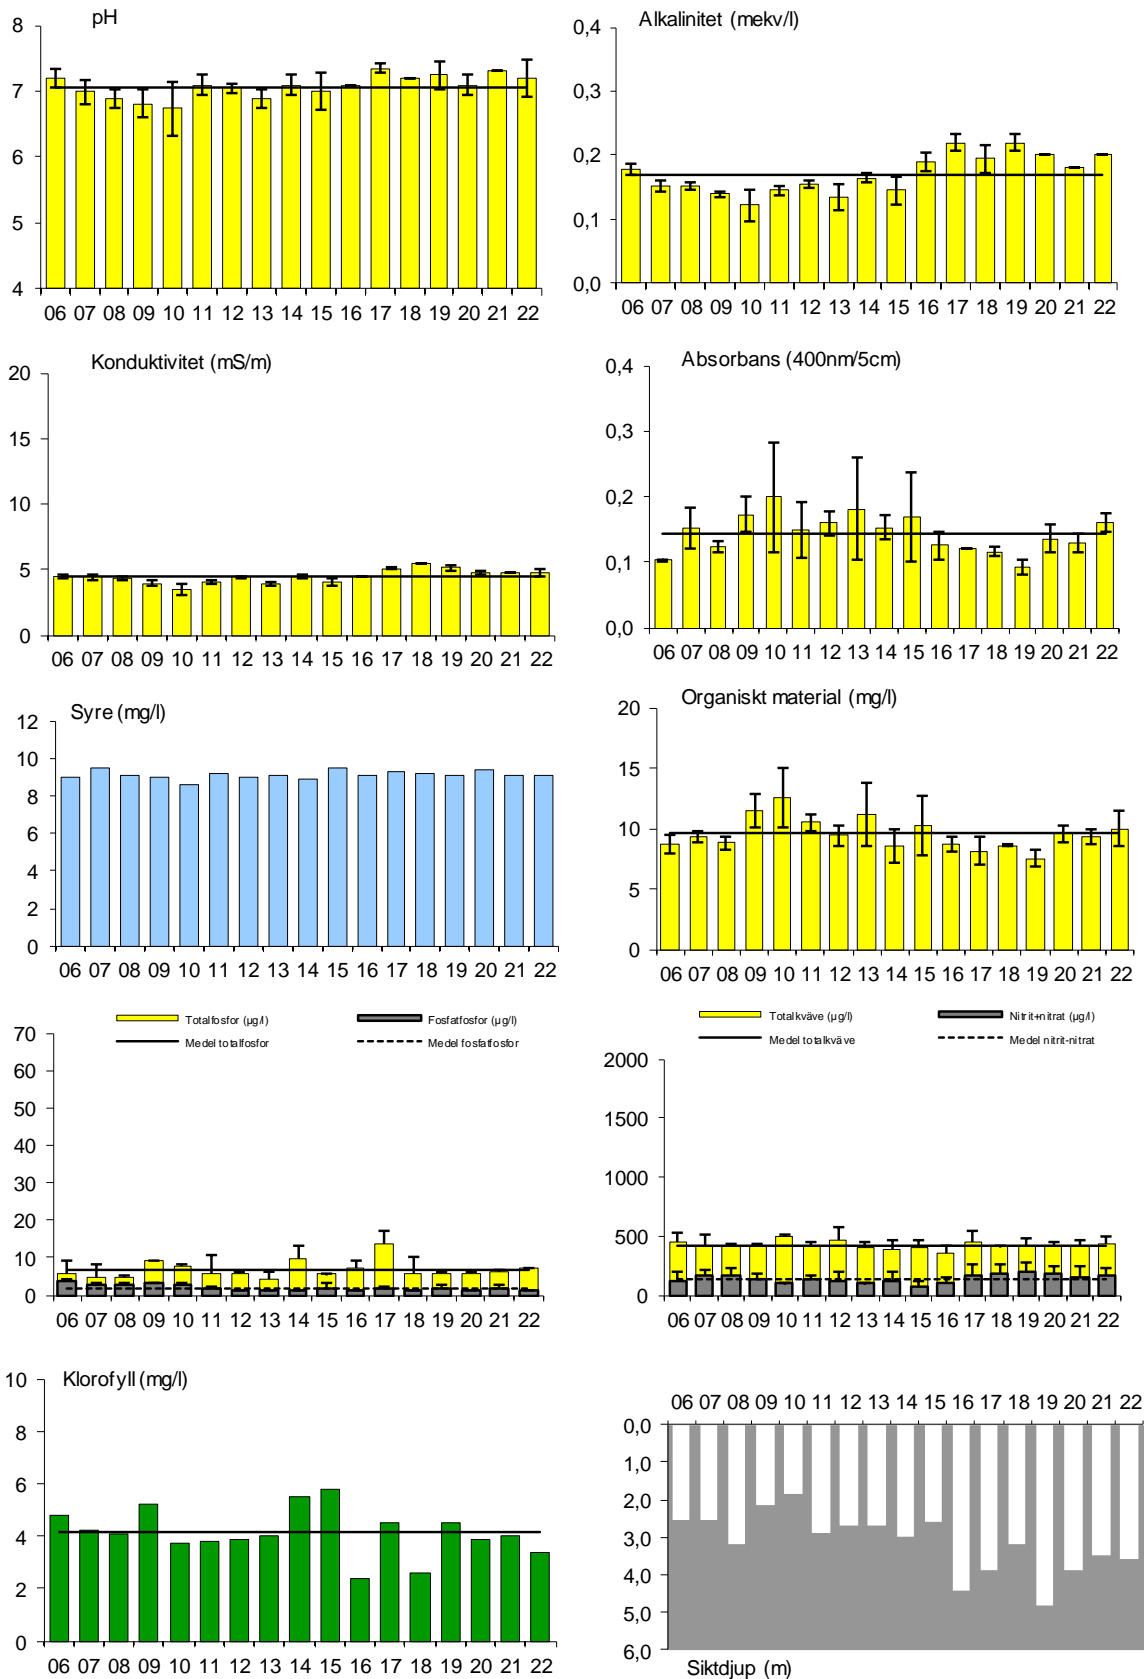 pH
8
7
6
5
4
06 07 08 09 10 11 12 13 14 15 16 17 18 19 20 21 22
Alkalinitet (mekv/l)
0,4
0,3
0,2
0,1
0,0
06 07 08 09 10 11 12 13 14 15 16 17 18 19 20 21 22
Konduktivitet (mS/m)
20
15
10
5
0
06 07 08 09 10 11 12 13 14 15 16 17 18 19 20 21 22
Absorbans (400nm/5cm)
0,4
0,3
0,2
0,1
0,0
06 07 08 09 10 11 12 13 14 15 16 17 18 19 20 21 22
Syre (mg/l)
12
10
8
6
4
2
0
06 07 08 09 10 11 12 13 14 15 16 17 18 19 20 21 22
Organiskt material (mg/l)
20
15
10
5
0
06 07 08 09 10 11 12 13 14 15 16 17 18 19 20 21 22
Totalfosfor (µg/l) Fosfatfosfor (µg/l)
Medel totalfosfor Medel fosfatfosfor
70
60
50
40
30
20
10
0
06 07 08 09 10 11 12 13 14 15 16 17 18 19 20 21 22
Totalkväve (µg/l) Nitrit+nitrat (µg/l)
Medel totalkväve Medel nitrit-nitrat
2000
1500
1000
500
0
06 07 08 09 10 11 12 13 14 15 16 17 18 19 20 21 22
Klorofyll (mg/l)
10
8
6
4
2
0
06 07 08 09 10 11 12 13 14 15 16 17 18 19 20 21 22
06 07 08 09 10 11 12 13 14 15 16 17 18 19 20 21 22
0,0
1,0
2,0
3,0
4,0
5,0
6,0
Siktdjup (m)